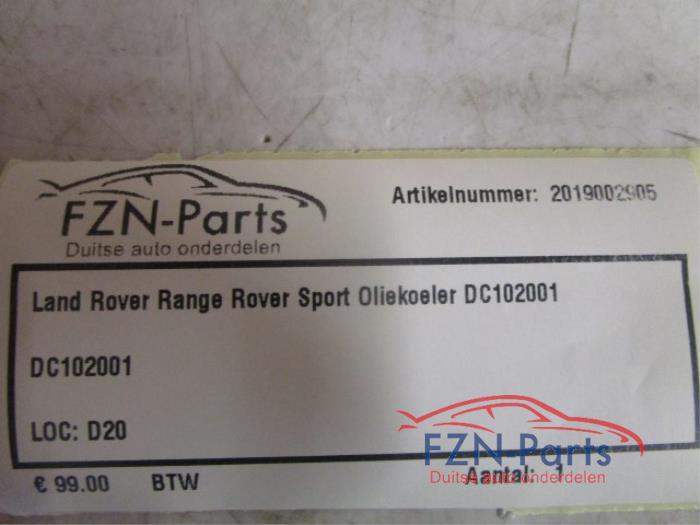 FZN-Parts
Duitse auto onderdelen
Artikelnummer: 2019002905
Land Rover Range Rover Sport Oliekoeler DC102001
DC102001
LOC: D20
€ 99.00 BTW Aantal: 1
FZN-Parts
Duitse auto onderdelen